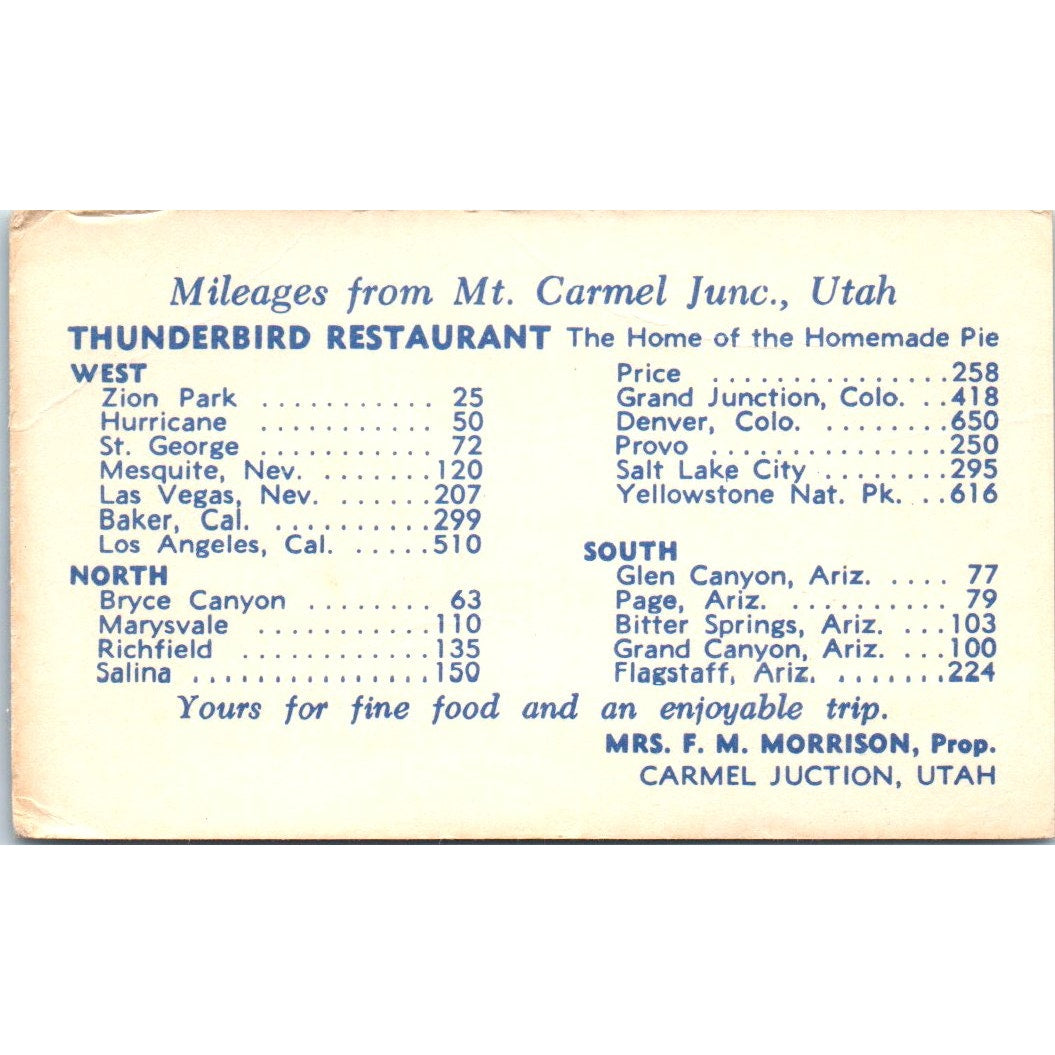 Mileages from Mt. Carmel Junc., Utah
THUNDERBIRD RESTAURANT The Home of the Homemade Pie
WEST
Zion Park . . . . . . . . . . . 25
Hurricane . . . . . . . . . . . 50
St. George . . . . . . . . . . . 72
Mesquite, Nev. . . . . . . . 120
Las Vegas, Nev. . . . . . . . 207
Baker, Cal. . . . . . . . . . . 299
Los Angeles, Cal. . . . . . 510
NORTH
Bryce Canyon . . . . . . . . 63
Marysvale . . . . . . . . . . . 110
Richfield . . . . . . . . . . . . 135
Salina . . . . . . . . . . . . . . . 150
Price . . . . . . . . . . . . . . . 258
Grand Junction, Colo. . . 418
Denver, Colo. . . . . . . . . 650
Provo . . . . . . . . . . . . . . . 250
Salt Lake City . . . . . . . . 295
Yellowstone Nat. Pk. . . 616
SOUTH
Glen Canyon, Ariz. . . . . 77
Page, Ariz. . . . . . . . . . . 79
Bitter Springs, Ariz. . . . 103
Grand Canyon, Ariz. . . . 100
Flagstaff, Ariz. . . . . . . . 224
Yours for fine food and an enjoyable trip.
MRS. F. M. MORRISON, Prop.
CARMEL JUCTION, UTAH